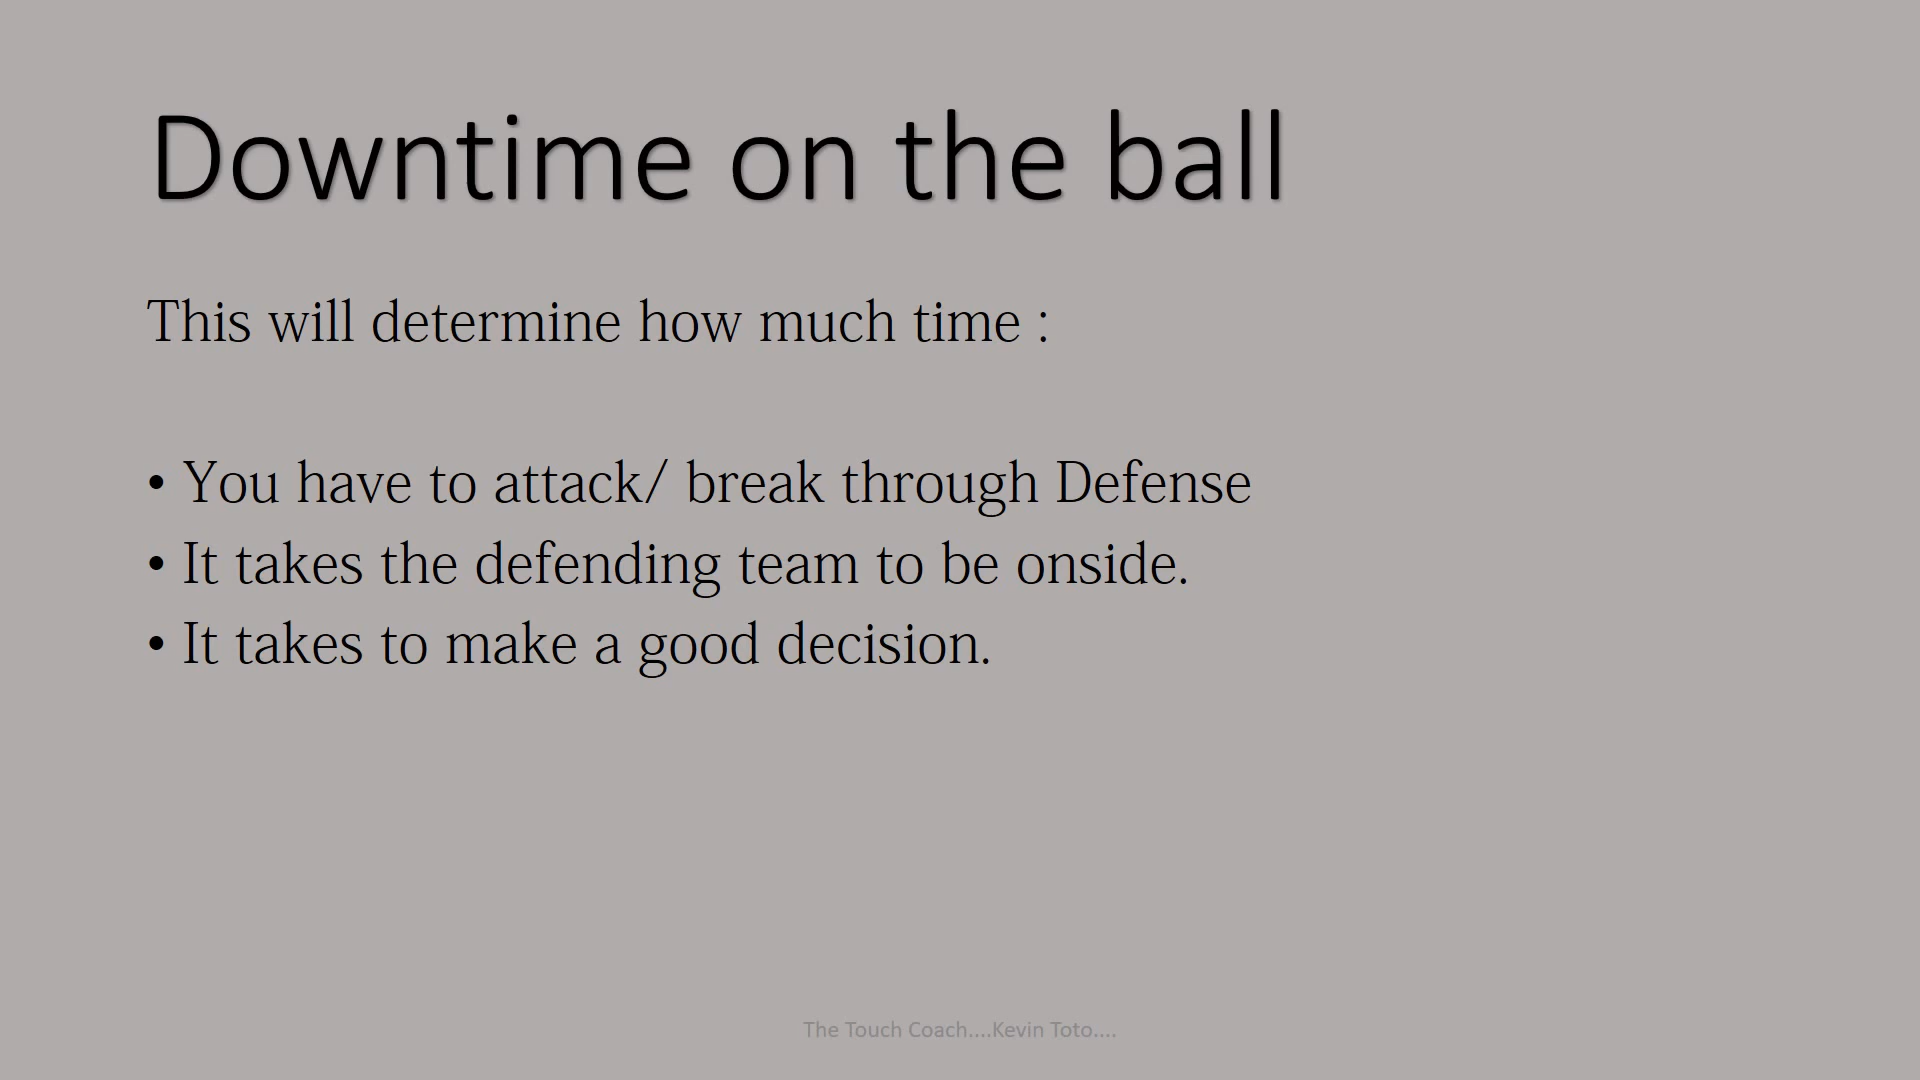 Downtime on the ball
This will determine how much time :
• You have to attack/ break through Defense
• It takes the defending team to be onside.
• It takes to make a good decision.
The Touch Coach....Kevin Toto....